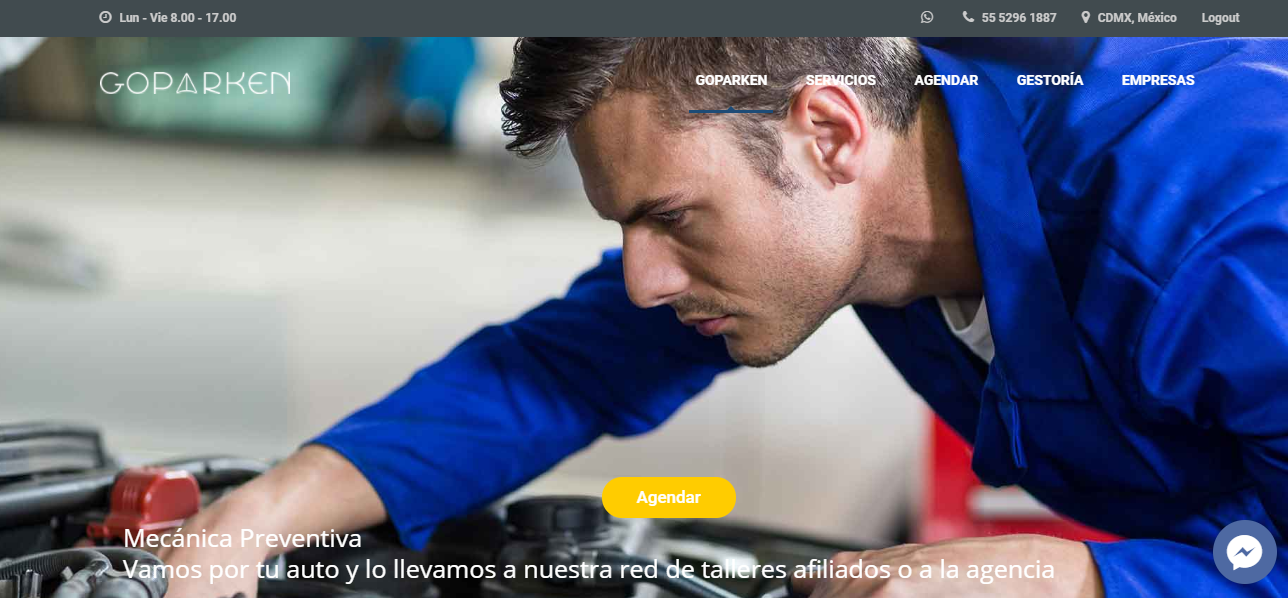 Lun - Vie 8.00 - 17.00
55 5296 1887
CDMX, México
Logout
GOPARKEN
GOPARKEN
SERVICIOS
AGENDAR
GESTORÍA
EMPRESAS
Agendar
Mecánica Preventiva
Vamos por tu auto y lo llevamos a nuestra red de talleres afiliados o a la agencia